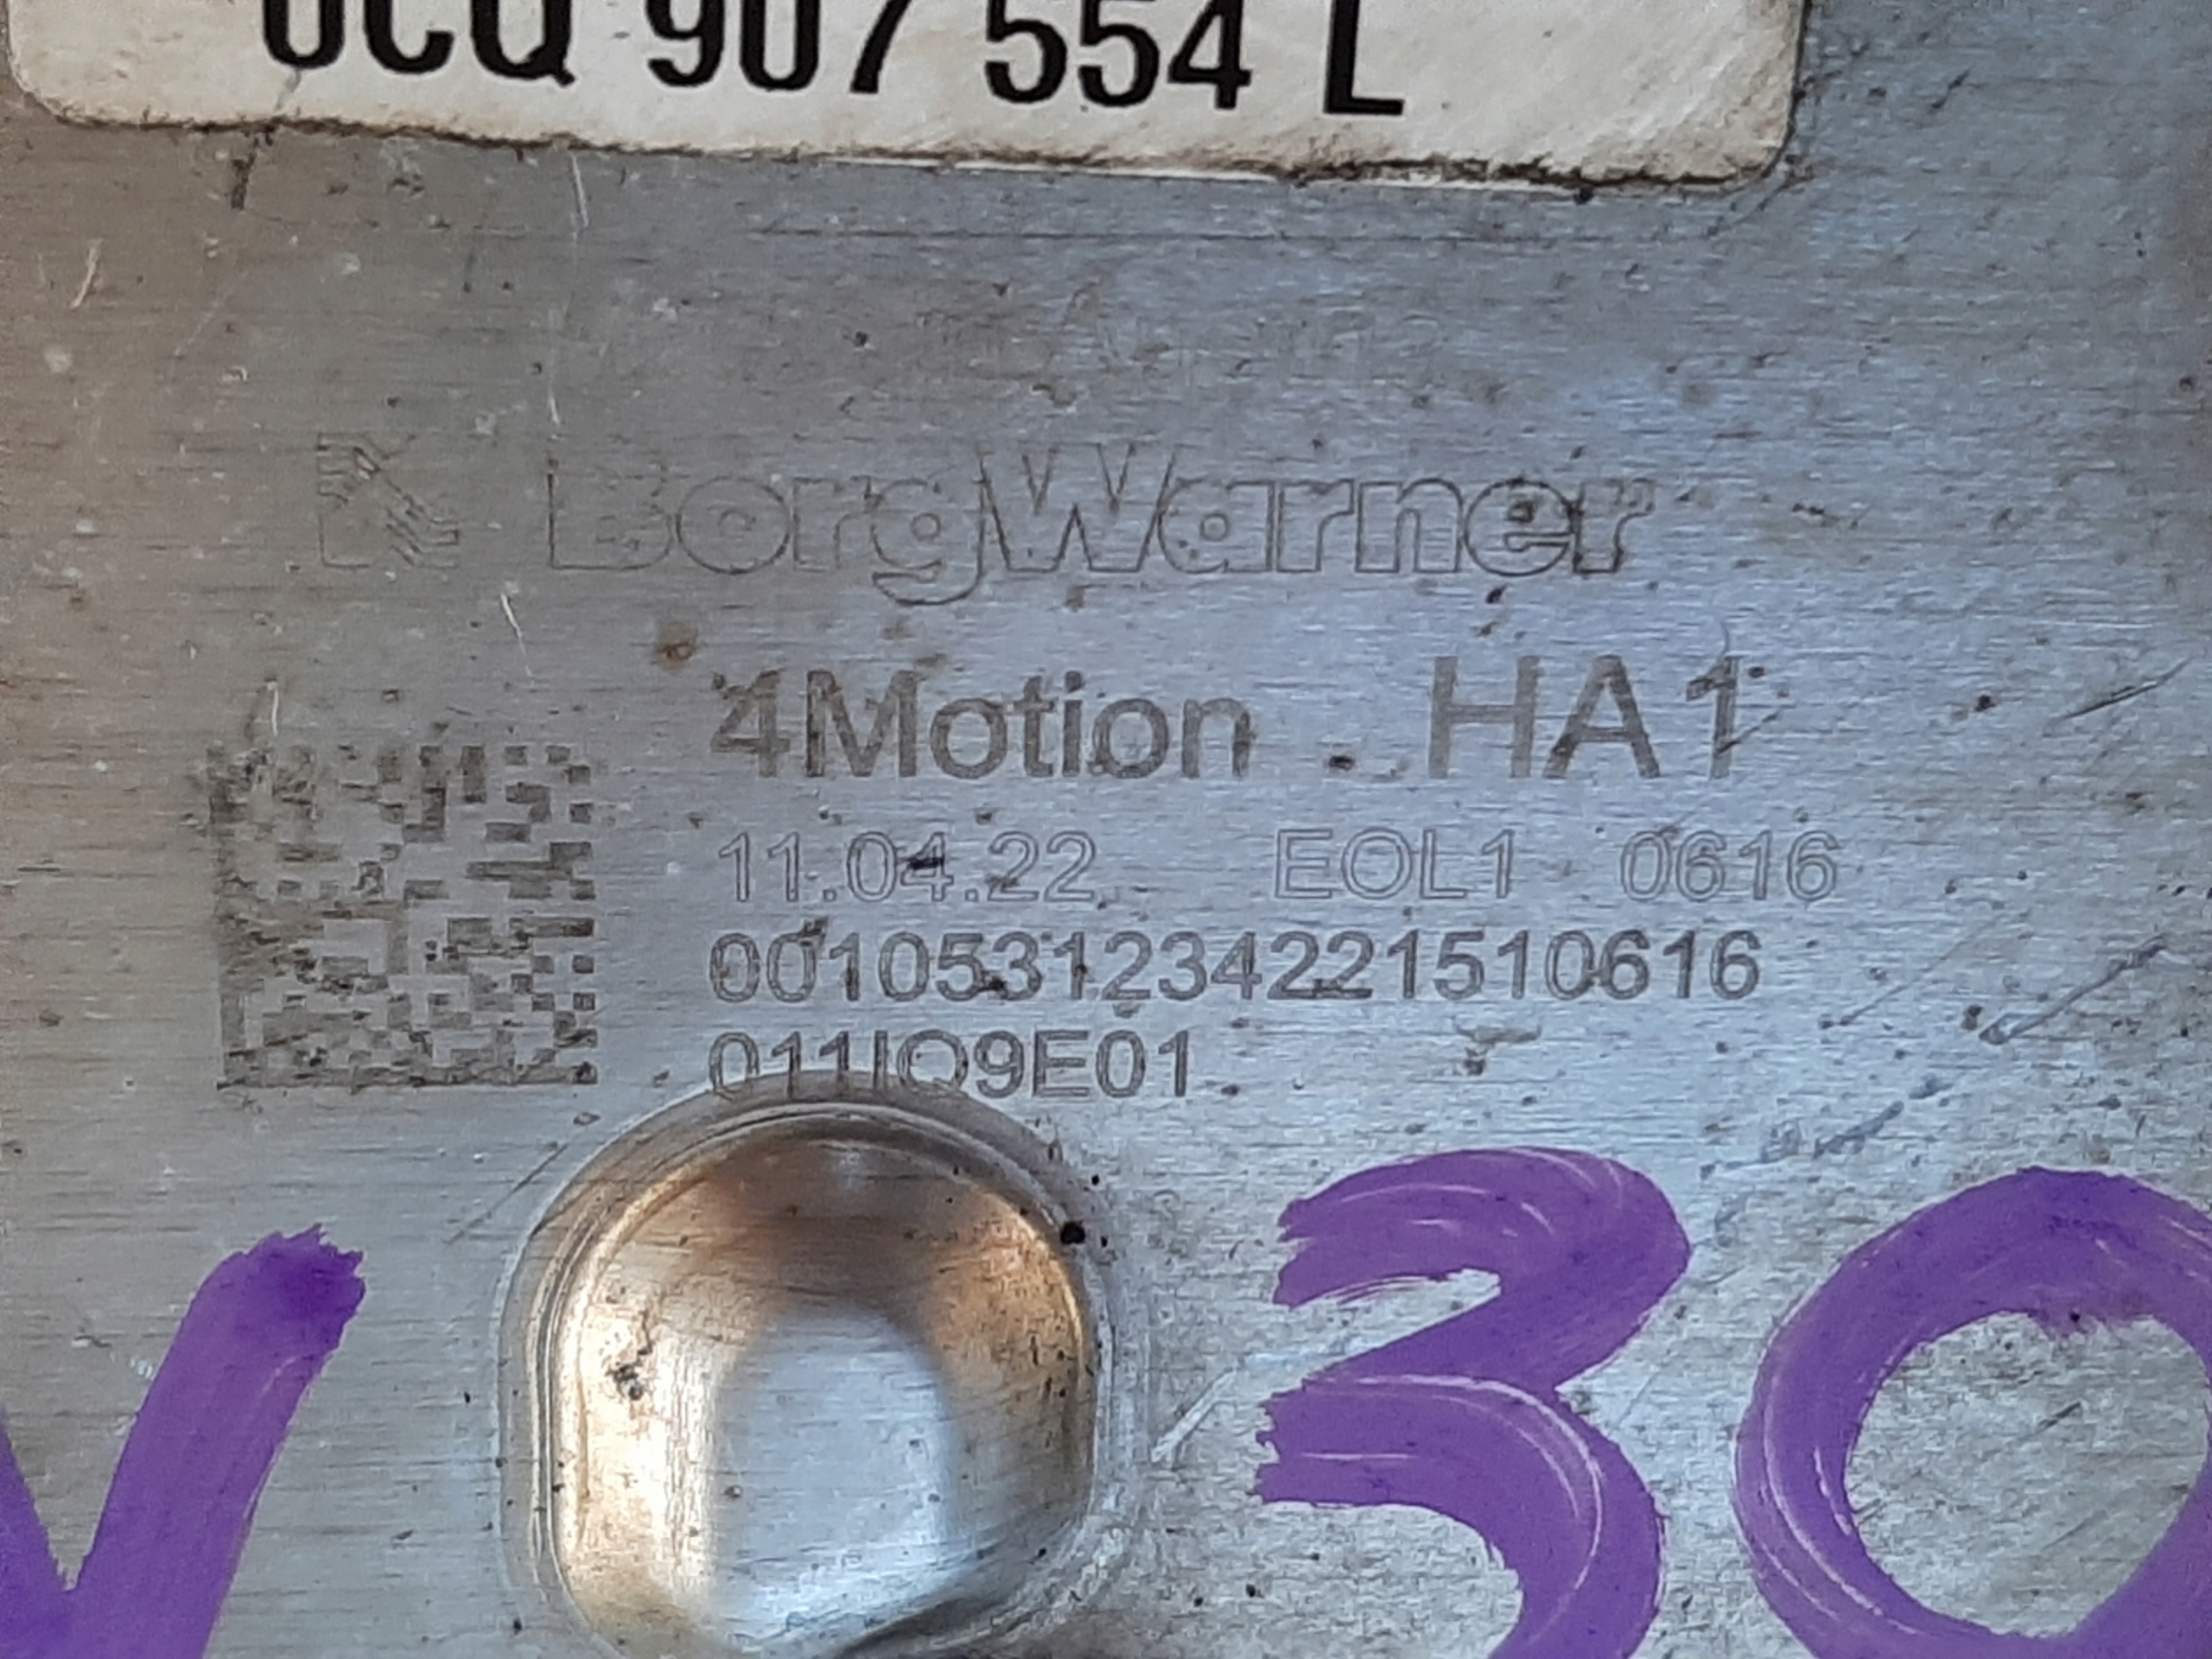 0CQ 907 554 L
BorgWarner
4Motion HA1
11.04.22 EOL1 0616
0010531234221510616
011IO9E01
V 30